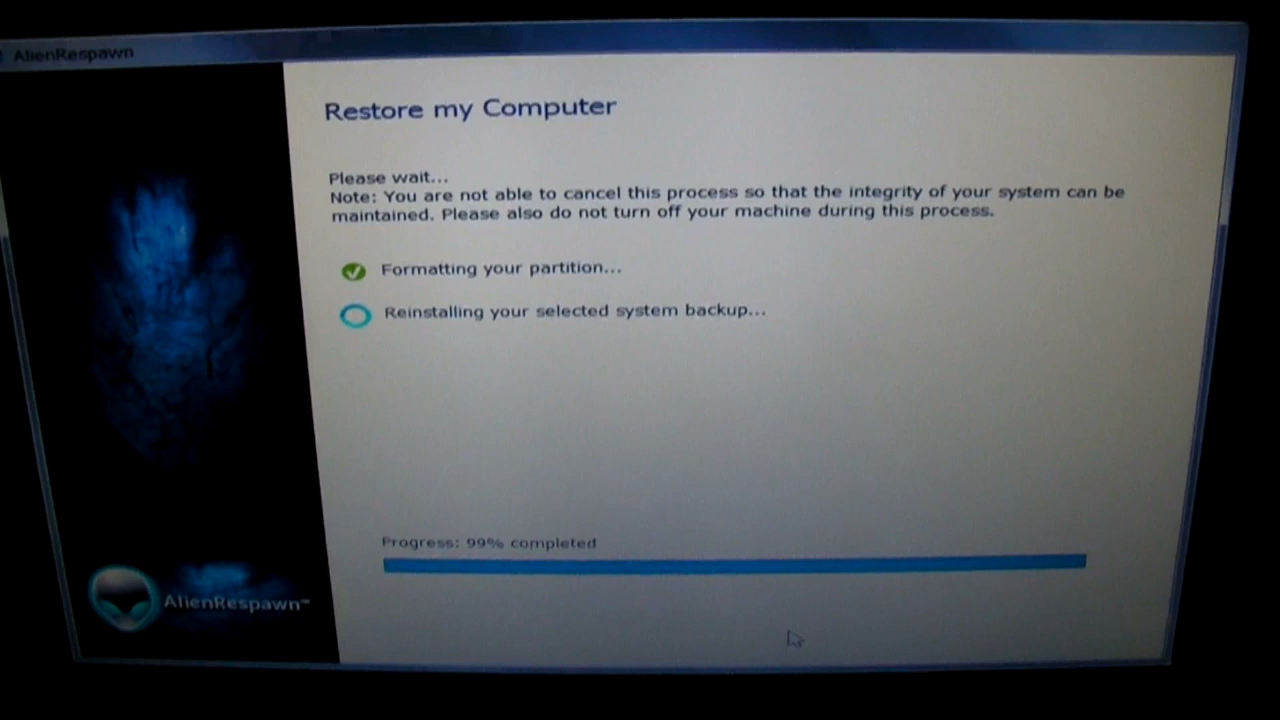 AlienRespawn
Restore my Computer
Please wait...
Note: You are not able to cancel this process so that the integrity of your system can be
maintained. Please also do not turn off your machine during this process.
Formatting your partition...
Reinstalling your selected system backup...
Progress: 99% completed
AlienRespawn™